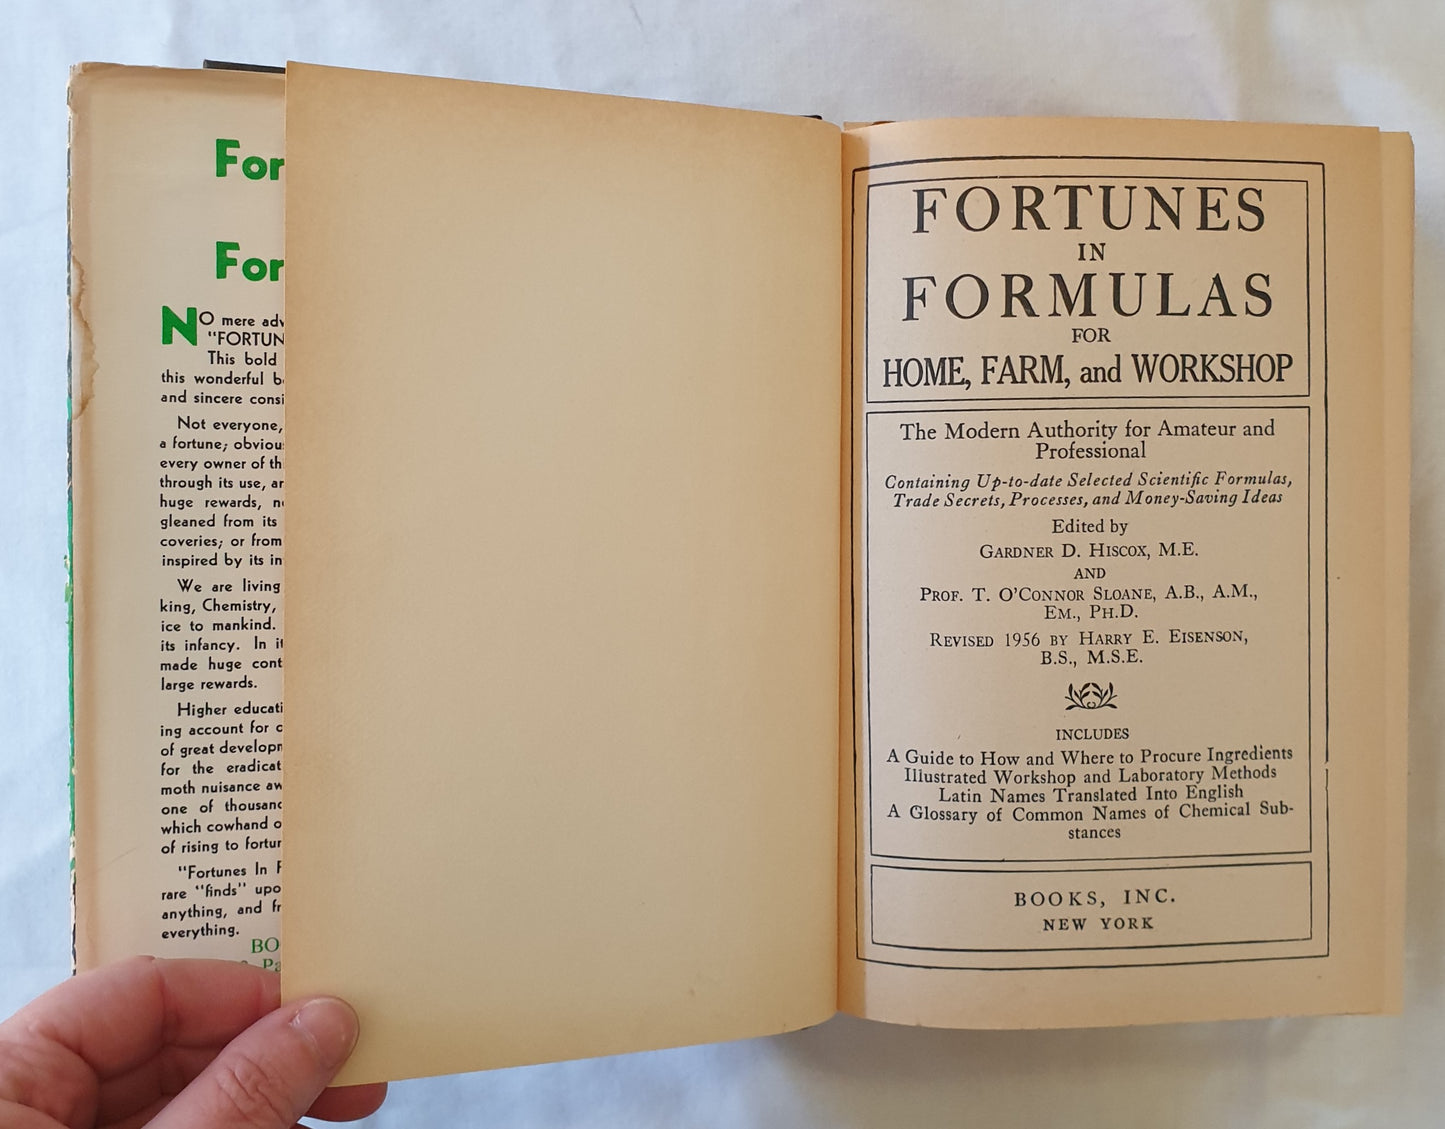 For
For
NO mere adv
"FORTUN
This bold
this wonderful b
and sincere consi
Not everyone,
a fortune; obviou
every owner of th
through its use, ar
huge rewards, n
gleaned from its
coveries; or from
inspired by its in
We are living
king, Chemistry,
ice to mankind.
its infancy. In it
made huge cont
large rewards.
Higher educati
ing account for c
of great developm
for the eradicat
moth nuisance aw
one of thousand
which cowhand o
of rising to fortun
"Fortunes In F
rare "finds" upo
anything, and fr
everything.
BO
Pa
FORTUNES
IN
FORMULAS
FOR
HOME, FARM, and WORKSHOP
The Modern Authority for Amateur and
Professional
Containing Up-to-date Selected Scientific Formulas,
Trade Secrets, Processes, and Money-Saving Ideas
Edited by
GARDNER D. HISCOX, M.E.
AND
PROF. T. O'CONNOR SLOANE, A.B., A.M.,
EM., PH.D.
REVISED 1956 BY HARRY E. EISENSON,
B.S., M.S.E.
INCLUDES
A Guide to How and Where to Procure Ingredients
Illustrated Workshop and Laboratory Methods
Latin Names Translated Into English
A Glossary of Common Names of Chemical Sub-
stances
BOOKS, INC.
NEW YORK